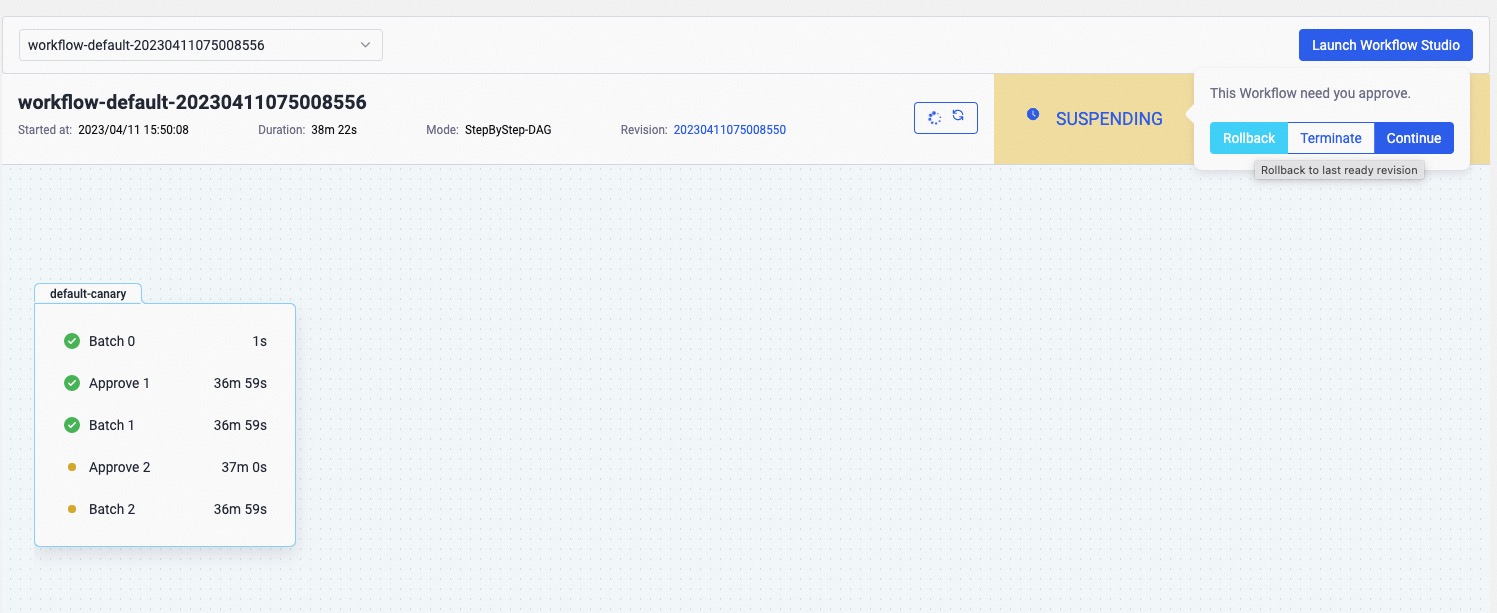 workflow-default-20230411075008556
Launch Workflow Studio
workflow-default-20230411075008556
Started at: 2023/04/11 15:50:08 Duration: 38m 22s Mode: StepByStep-DAG Revision: 20230411075008550
SUSPENDING
This Workflow need you approve.
Rollback Terminate Continue
Rollback to last ready revision
default-canary
Batch 0 1s
Approve 1 36m 59s
Batch 1 36m 59s
Approve 2 37m 0s
Batch 2 36m 59s